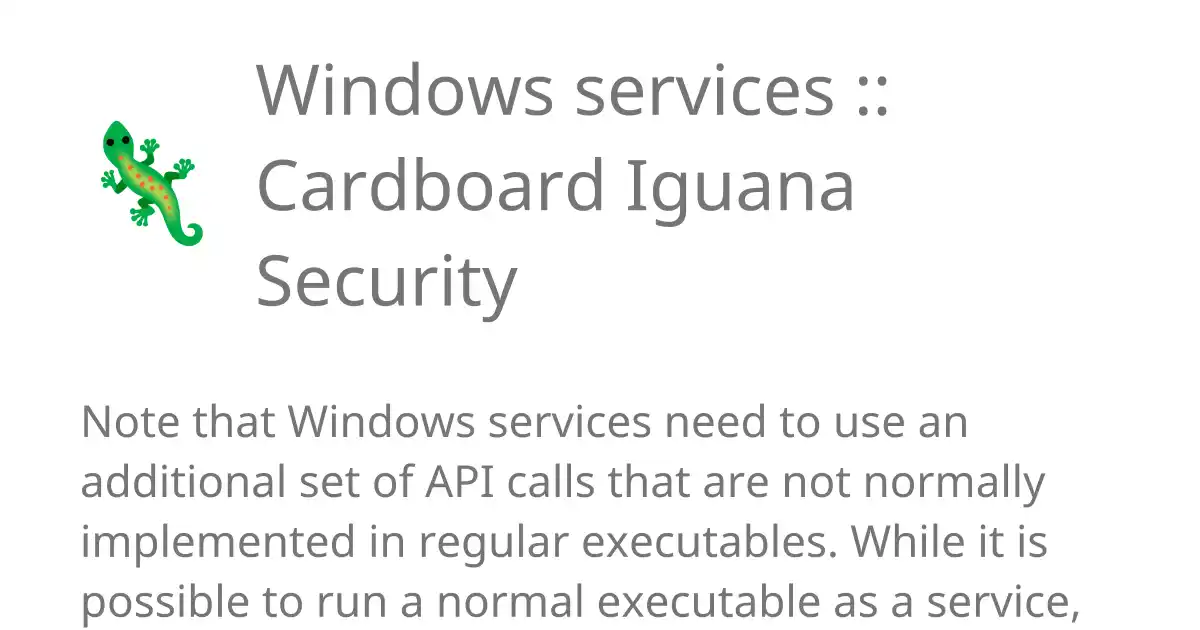 Windows services ::
Cardboard Iguana
Security
Note that Windows services need to use an
additional set of API calls that are not normally
implemented in regular executables. While it is
possible to run a normal executable as a service,